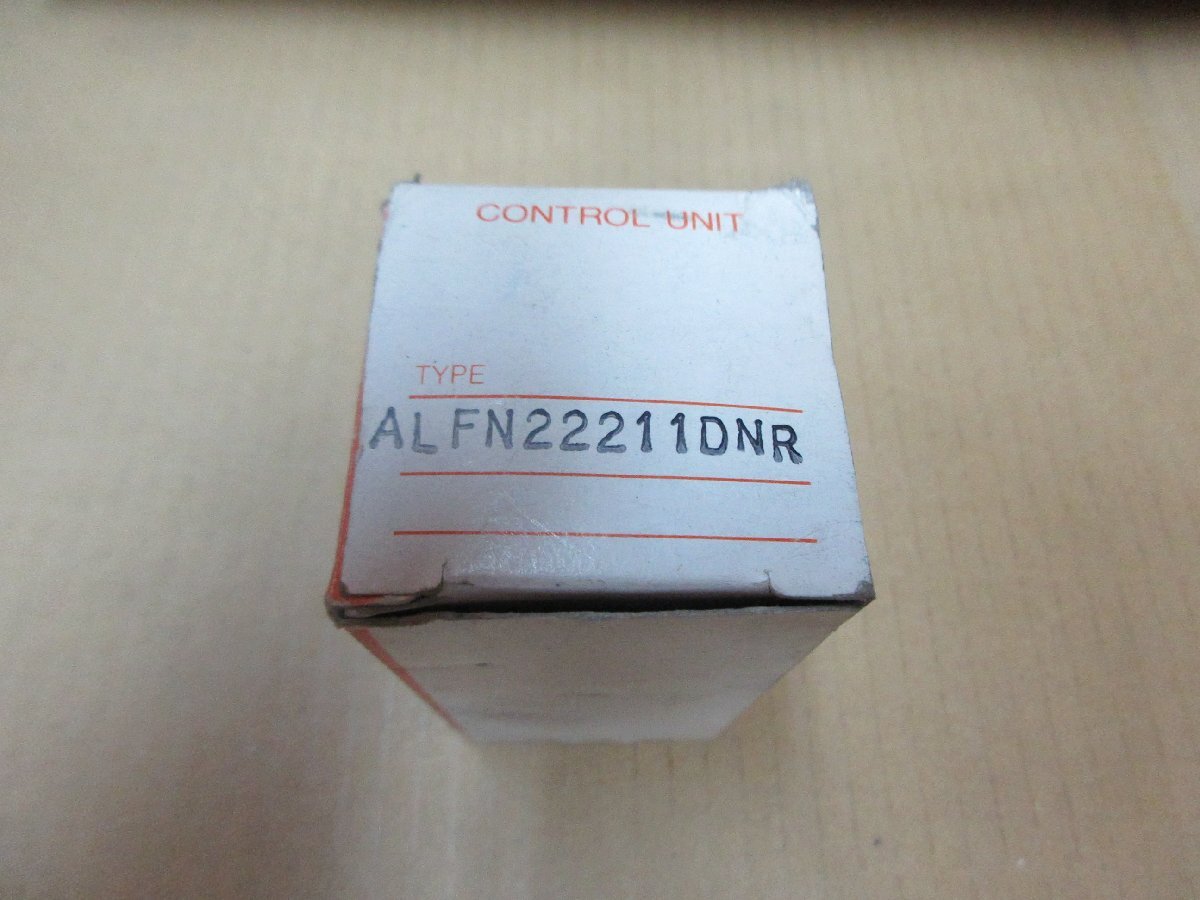 CONTROL UNIT
TYPE
ALFN22211DNR